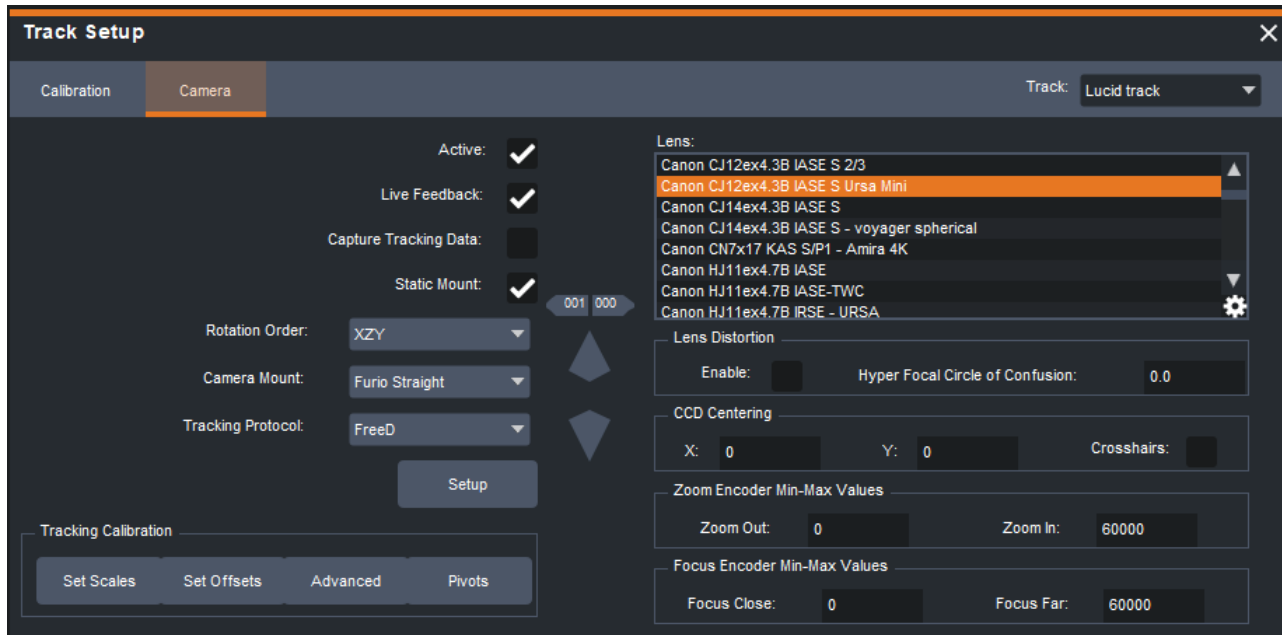 Track Setup
Calibration
Camera
Track:
Lucid track
Active:
Live Feedback:
Capture Tracking Data:
Static Mount:
001 000
Rotation Order:
XZY
Camera Mount:
Furio Straight
Tracking Protocol:
FreeD
Setup
Tracking Calibration
Set Scales
Set Offsets
Advanced
Pivots
Lens:
Canon CJ12ex4.3B IASE S 2/3
Canon CJ12ex4.3B IASE S Ursa Mini
Canon CJ14ex4.3B IASE S
Canon CJ14ex4.3B IASE S - voyager spherical
Canon CN7x17 KAS S/P1 - Amira 4K
Canon HJ11ex4.7B IASE
Canon HJ11ex4.7B IASE-TWC
Canon HJ11ex4.7B IRSE - URSA
Lens Distortion
Enable:
Hyper Focal Circle of Confusion:
0.0
CCD Centering
X:
0
Y:
0
Crosshairs:
Zoom Encoder Min-Max Values
Zoom Out:
0
Zoom In:
60000
Focus Encoder Min-Max Values
Focus Close:
0
Focus Far:
60000